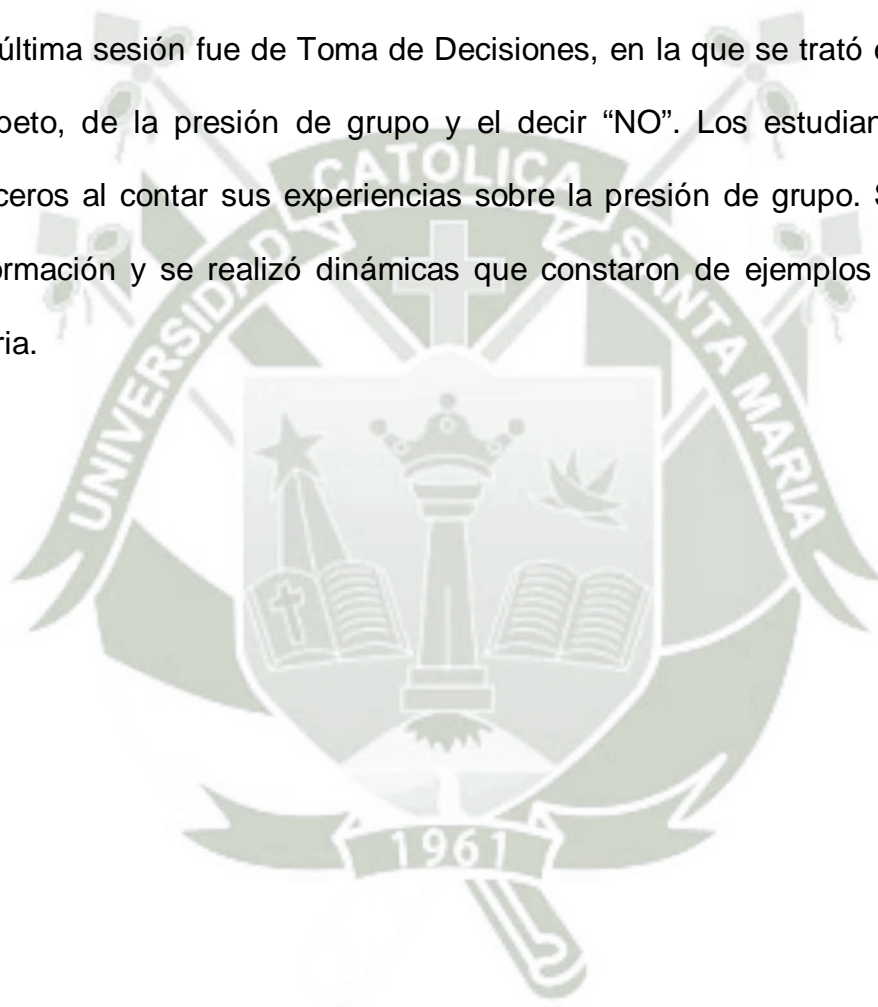 última sesión fue de Toma de Decisiones, en la que se trató
peto, de la presión de grupo y el decir “NO”. Los estudian
ceros al contar sus experiencias sobre la presión de grupo.
ormación y se realizó dinámicas que constaron de ejemplos
ria.
UNIVERSIDAD CATOLICA SANTA MARIA
1961